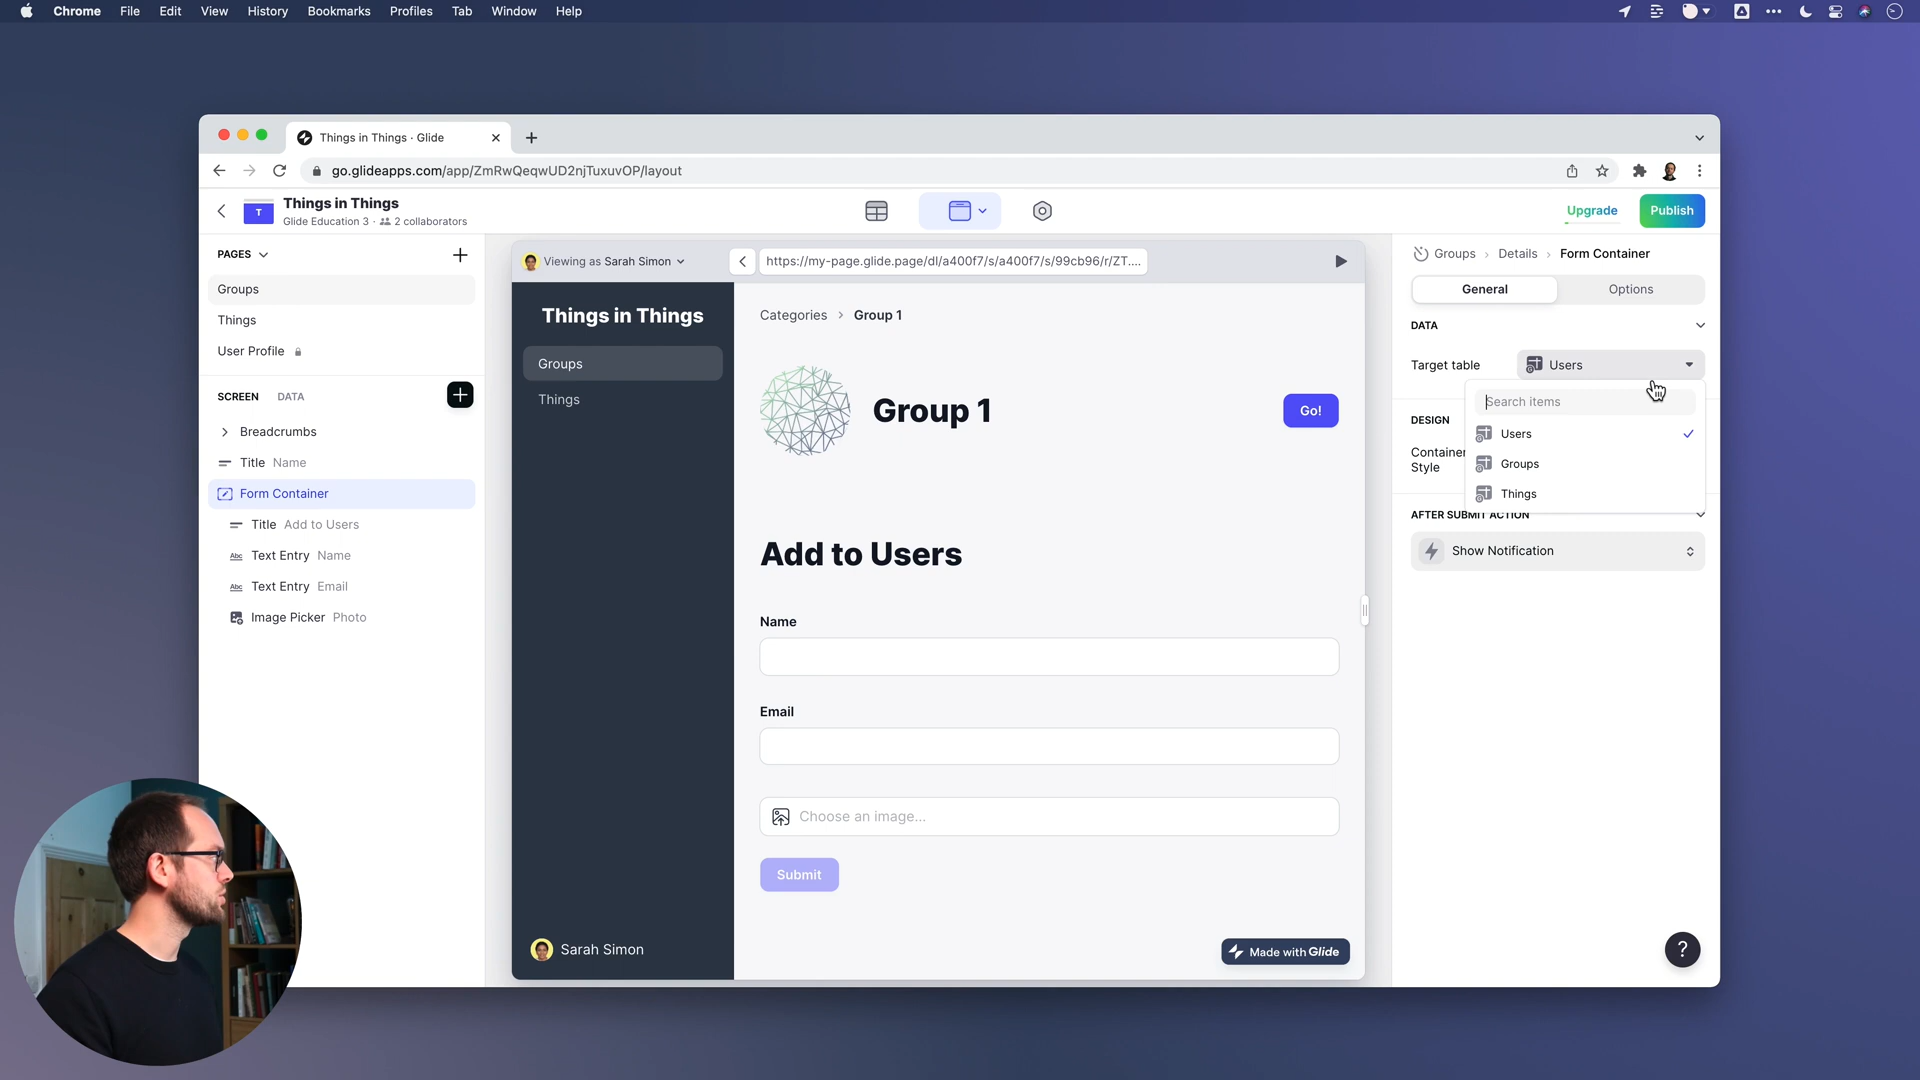 Chrome File Edit View History Bookmarks Profiles Tab Window Help
Things in Things · Glide
go.glideapps.com/app/ZmRwQeqwUD2njTuxuvOP/layout
T
Things in Things
Glide Education 3 · 2 collaborators
Upgrade
Publish
PAGES
Groups
Things
User Profile
SCREEN DATA
Breadcrumbs
Title Name
Form Container
Title Add to Users
Abc Text Entry Name
Abc Text Entry Email
Image Picker Photo
Viewing as Sarah Simon
https://my-page.glide.page/dl/a400f7/s/a400f7/s/99cb96/r/ZT....
Things in Things
Groups
Things
Sarah Simon
Categories › Group 1
Group 1
Go!
Add to Users
Name
Email
Choose an image...
Submit
Made with Glide
Groups › Details › Form Container
General Options
DATA
Target table Users
Search items
Users
Groups
Things
DESIGN
Container
Style
AFTER SUBMIT ACTION
Show Notification
?